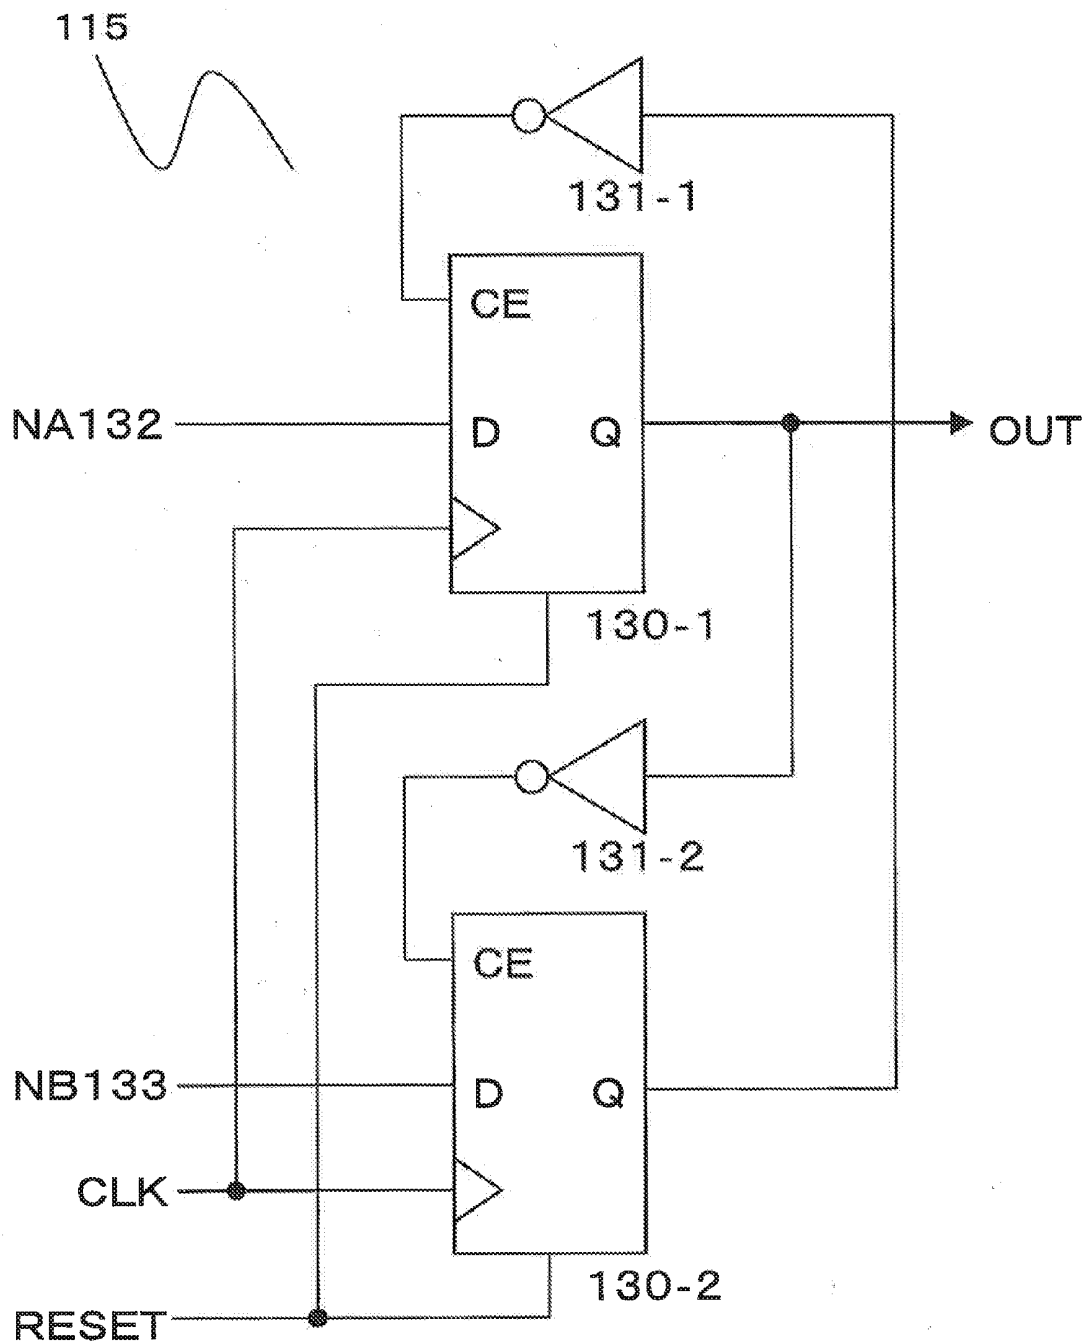 115
131-1
CE
NA132
D
Q
OUT
130-1
131-2
CE
NB133
D
Q
CLK
130-2
RESET